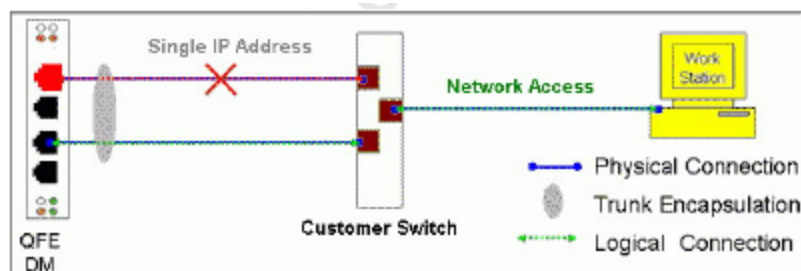 Single IP Address
Network Access
Work
Station
Physical Connection
Trunk Encapsulation
Logical Connection
Customer Switch
QFE
DM